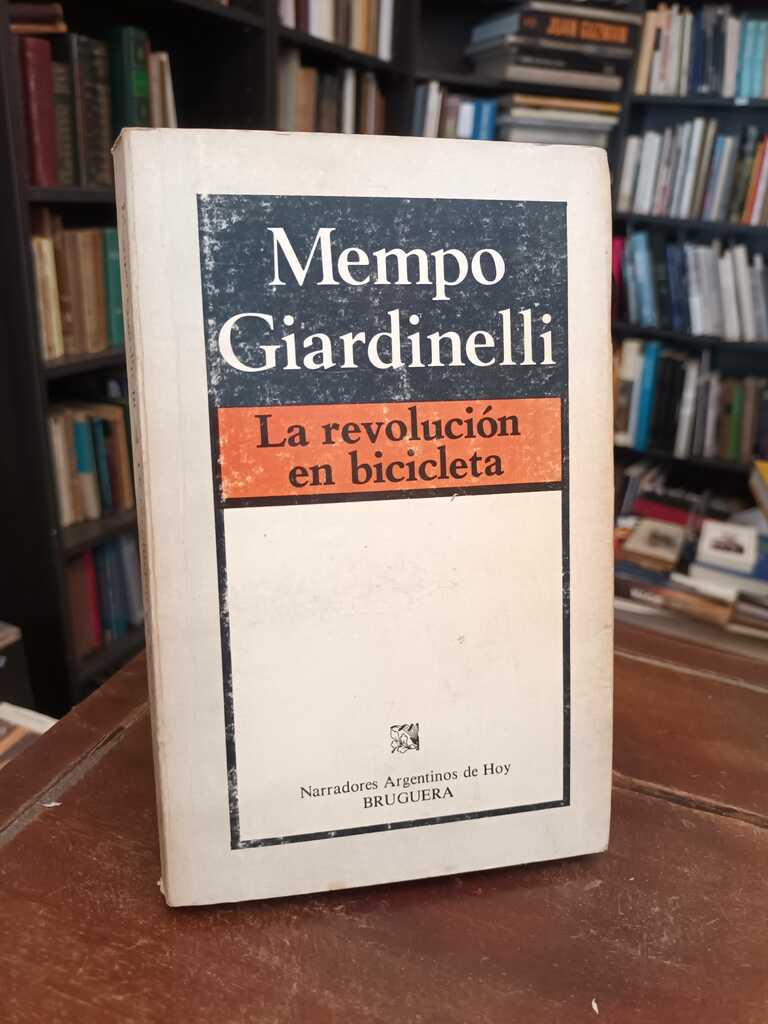 Mempo
Giardinelli
La revolución
en bicicleta
Narradores Argentinos de Hoy
BRUGUERA